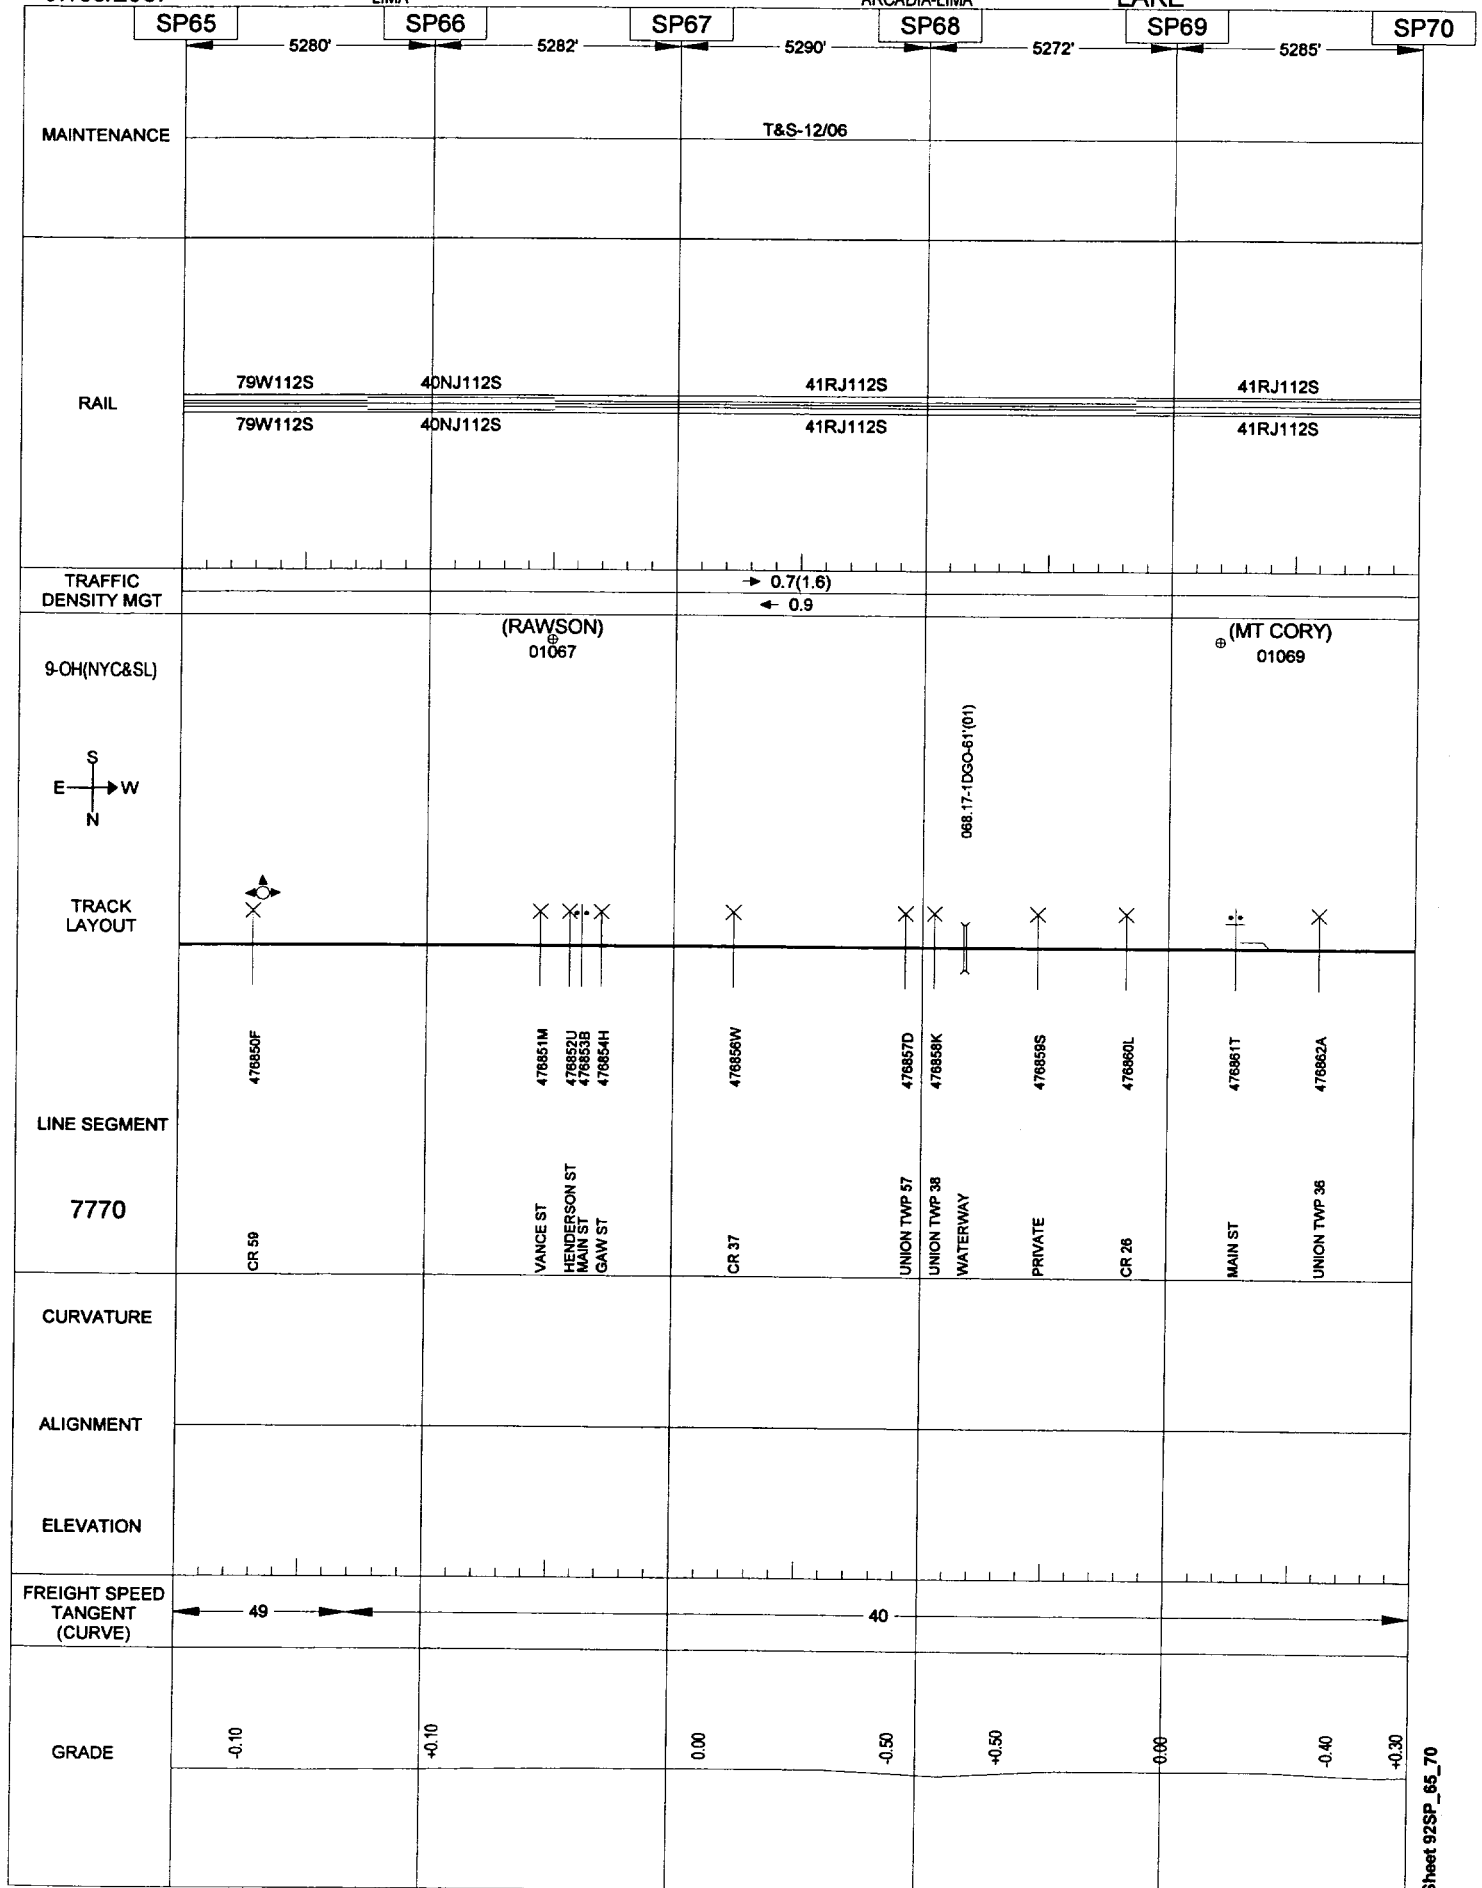 LIMA
ARCADIA-LIMA
LAKE
SP65 SP66 SP67 SP68 SP69 SP70
5280' 5282' 5290' 5272' 5285'
MAINTENANCE
T&S-12/06
RAIL
79W112S 40NJ112S 41RJ112S 41RJ112S
79W112S 40NJ112S 41RJ112S 41RJ112S
TRAFFIC
DENSITY MGT
0.7(1.6)
0.9
9-OH(NYC&SL)
(RAWSON)
01067
(MT CORY)
01069
S
E W
N
068.17-1DGO-61'(01)
TRACK
LAYOUT
476850F
476851M
476852U
476853B
476854H
476856W
476857D
476858K
476859S
476860L
476861T
476862A
LINE SEGMENT
7770
CR 59
VANCE ST
HENDERSON ST
MAIN ST
GAW ST
CR 37
UNION TWP 57
UNION TWP 38
WATERWAY
PRIVATE
CR 26
MAIN ST
UNION TWP 36
CURVATURE
ALIGNMENT
ELEVATION
FREIGHT SPEED
TANGENT
(CURVE)
49 40
GRADE
-0.10
+0.10
0.00
-0.50
+0.50
0.00
-0.40
+0.30
Sheet 92SP_65_70